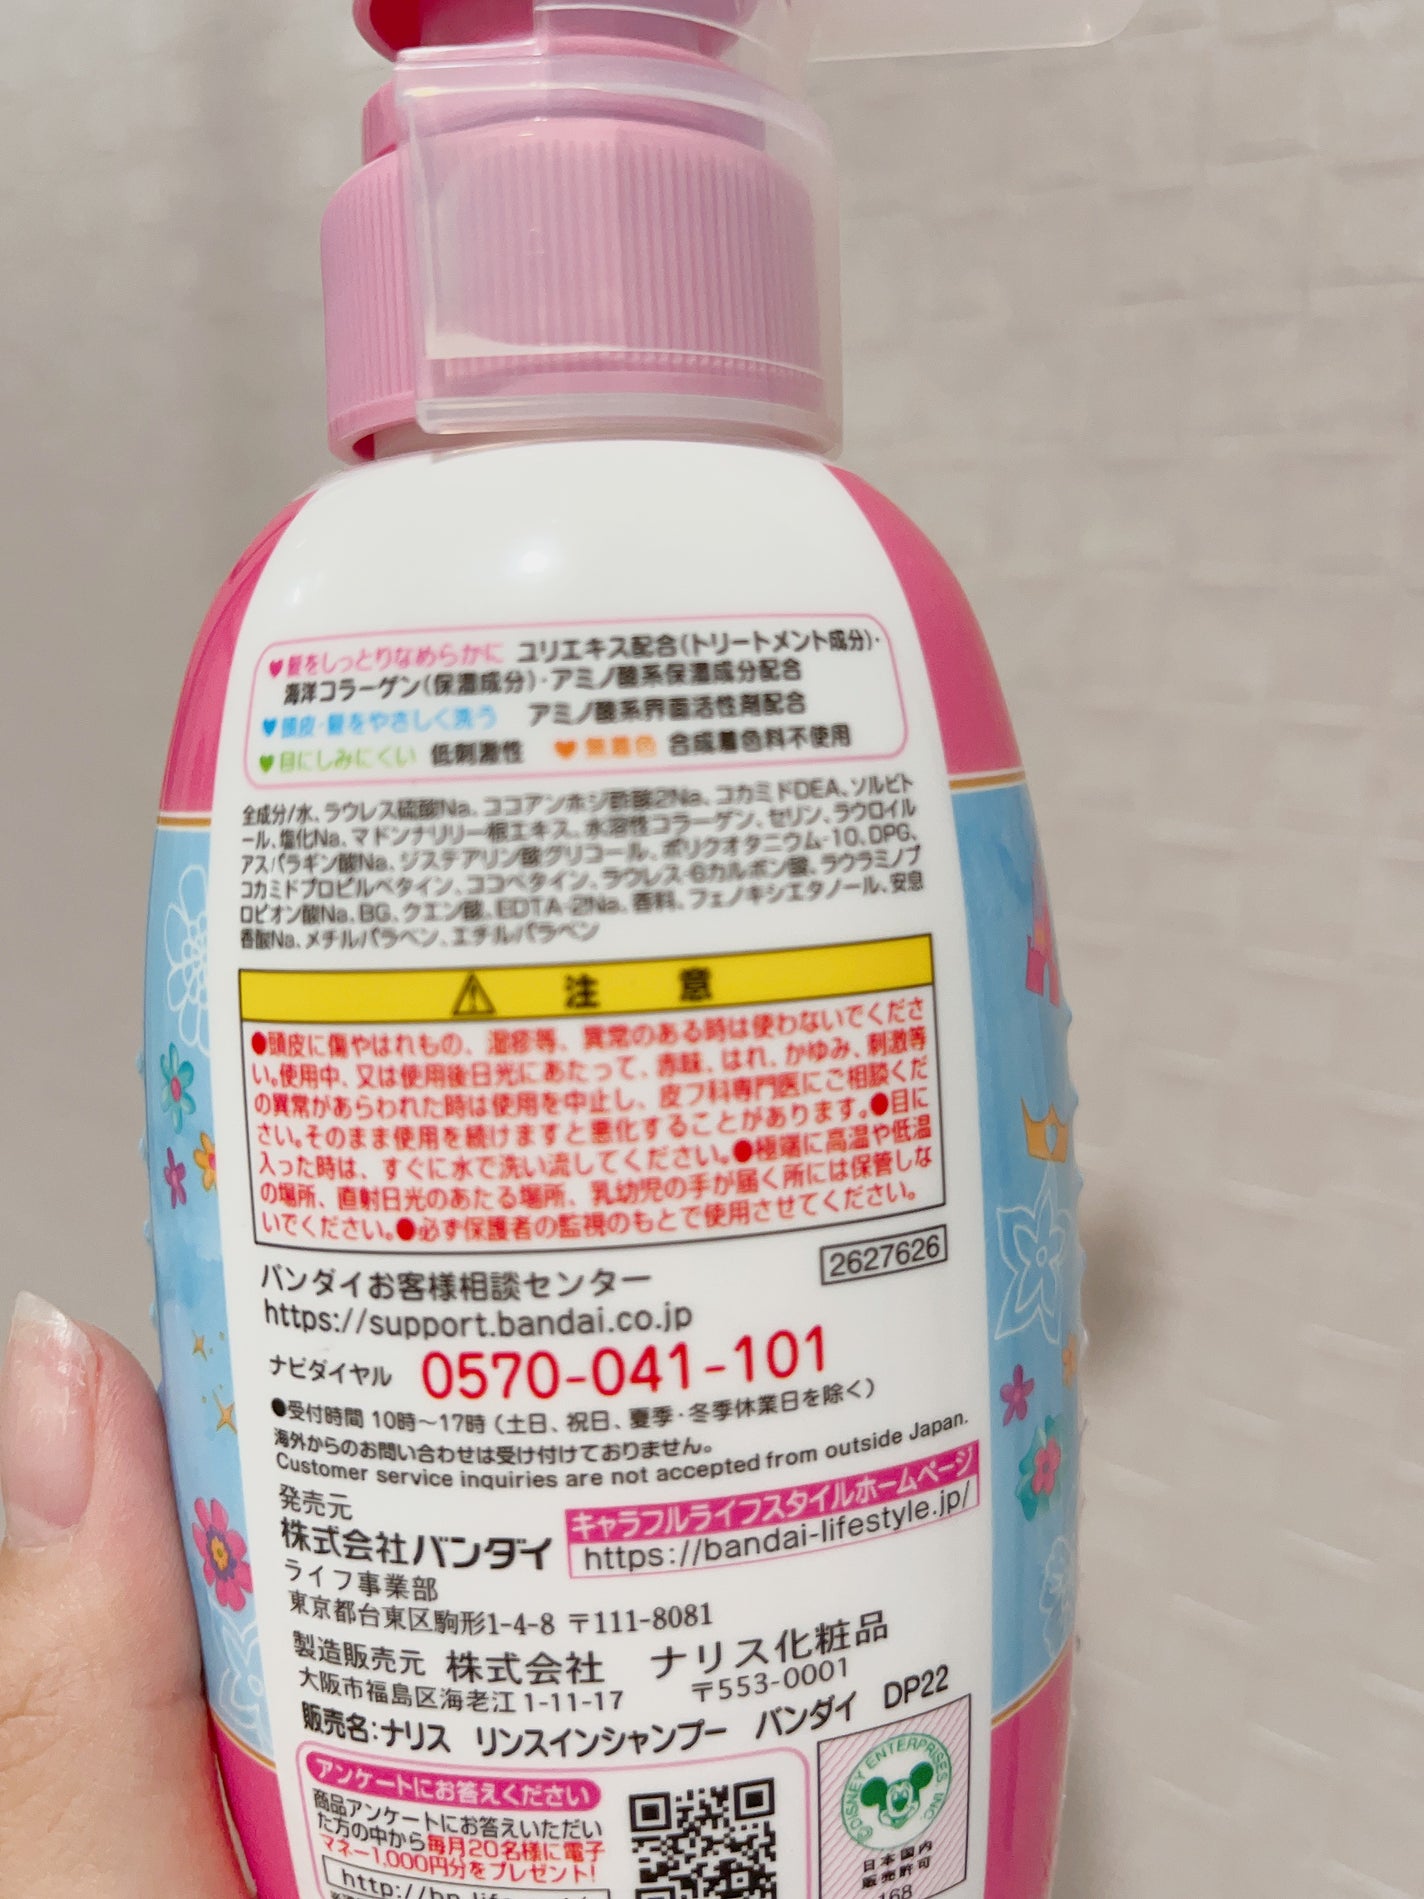 ♥髪をしっとりなめらかに ユリエキス配合(トリートメント成分)・
海洋コラーゲン(保湿成分)・アミノ酸系保湿成分配合
♥頭皮・髪をやさしく洗う アミノ酸系界面活性剤配合
♥目にしみにくい 低刺激性 ♥無着色 合成着色料不使用
全成分/水、ラウレス硫酸Na、ココアンホジ酢酸2Na、コカミドDEA、ソルビト
ール、塩化Na、マドンナリリー根エキス、水溶性コラーゲン、セリン、ラウロイル
アスパラギン酸Na、ジステアリン酸グリコール、ポリクオタニウム-10、DPG、
コカミドプロピルベタイン、ココベタイン、ラウレス-6カルボン酸、ラウラミノプ
ロピオン酸Na、BG、クエン酸、EDTA-2Na、香料、フェノキシエタノール、安息
香酸Na、メチルパラベン、エチルパラベン
注 意
●頭皮に傷やはれもの、湿疹等、異常のある時は使わないでくださ
い。使用中、又は使用後日光にあたって、赤味、はれ、かゆみ、刺激等
の異常があらわれた時は使用を中止し、皮フ科専門医にご相談くだ
さい。そのまま使用を続けますと悪化することがあります。●目に
入った時は、すぐに水で洗い流してください。●極端に高温や低温
の場所、直射日光のあたる場所、乳幼児の手が届く所には保管しな
いでください。●必ず保護者の監視のもとで使用させてください。
バンダイお客様相談センター 2627626
https://support.bandai.co.jp
ナビダイヤル 0570-041-101
●受付時間 10時～17時(土日、祝日、夏季・冬季休業日を除く)
海外からのお問い合わせは受け付けておりません。
Customer service inquiries are not accepted from outside Japan.
発売元
株式会社バンダイ
キャラフルライフスタイルホームページ
https://bandai-lifestyle.jp/
ライフ事業部
東京都台東区駒形1-4-8 〒111-8081
製造販売元 株式会社 ナリス化粧品
大阪市福島区海老江1-11-17 〒553-0001
販売名:ナリス リンスインシャンプー バンダイ DP22
アンケートにお答えください
商品アンケートにお答えいただい
た方の中から毎月20名様に電子
マネー1,000円分をプレゼント!
©DISNEY ENTERPRISES INC
日本国内
販売許可
168